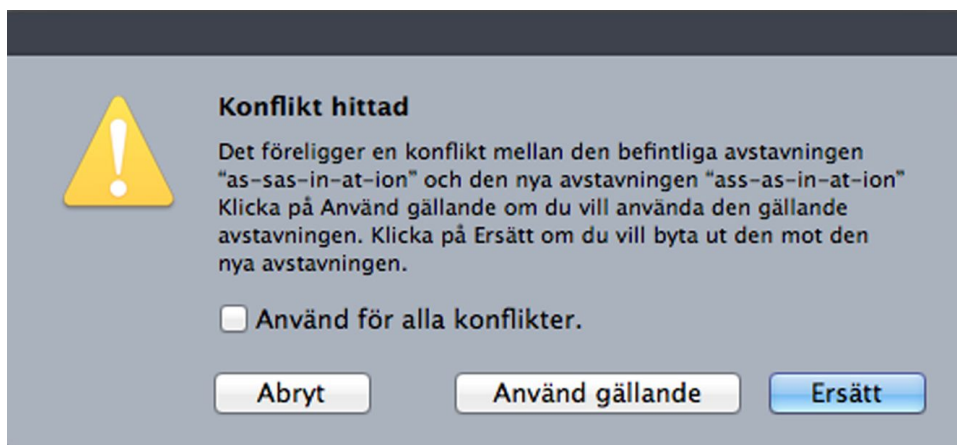 Konflikt hittad
Det föreligger en konflikt mellan den befintliga avstavningen
“as-sas-in-at-ion” och den nya avstavningen “ass-as-in-at-ion”
Klicka på Använd gällande om du vill använda den gällande
avstavningen. Klicka på Ersätt om du vill byta ut den mot den
nya avstavningen.
Använd för alla konflikter.
Abryt Använd gällande Ersätt